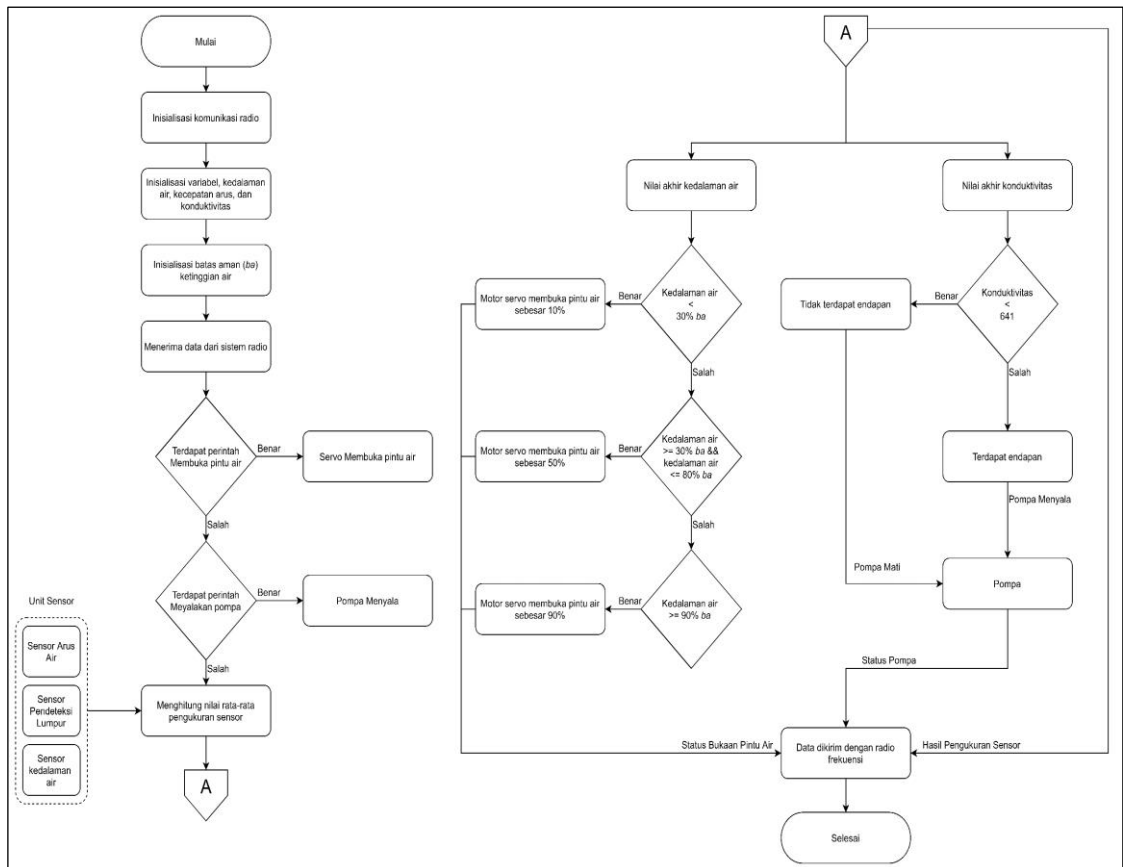 Mulai
Inisialisasi komunikasi radio
Inisialisasi variabel, kedalaman
air, kecepatan arus, dan
konduktivitas
Inisialisasi batas aman (ba)
ketinggian air
Menerima data dari sistem radio
Terdapat perintah
Membuka pintu air
Benar
Servo Membuka pintu air
Salah
Terdapat perintah
Meyalakan pompa
Benar
Pompa Menyala
Salah
Unit Sensor
Sensor Arus
Air
Sensor
Pendeteksi
Lumpur
Sensor
kedalaman
air
Menghitung nilai rata-rata
pengukuran sensor
A
A
Nilai akhir kedalaman air
Kedalaman air
<
30% ba
Benar
Motor servo membuka pintu air
sebesar 10%
Salah
Kedalaman air
>= 30% ba &&
kedalaman air
<= 80% ba
Benar
Motor servo membuka pintu air
sebesar 50%
Salah
Kedalaman air
>= 90% ba
Benar
Motor servo membuka pintu air
sebesar 90%
Nilai akhir konduktivitas
Konduktivitas
<
641
Benar
Tidak terdapat endapan
Salah
Terdapat endapan
Pompa Menyala
Pompa Mati
Pompa
Status Pompa
Status Bukaan Pintu Air
Data dikirim dengan radio
frekuensi
Hasil Pengukuran Sensor
Selesai